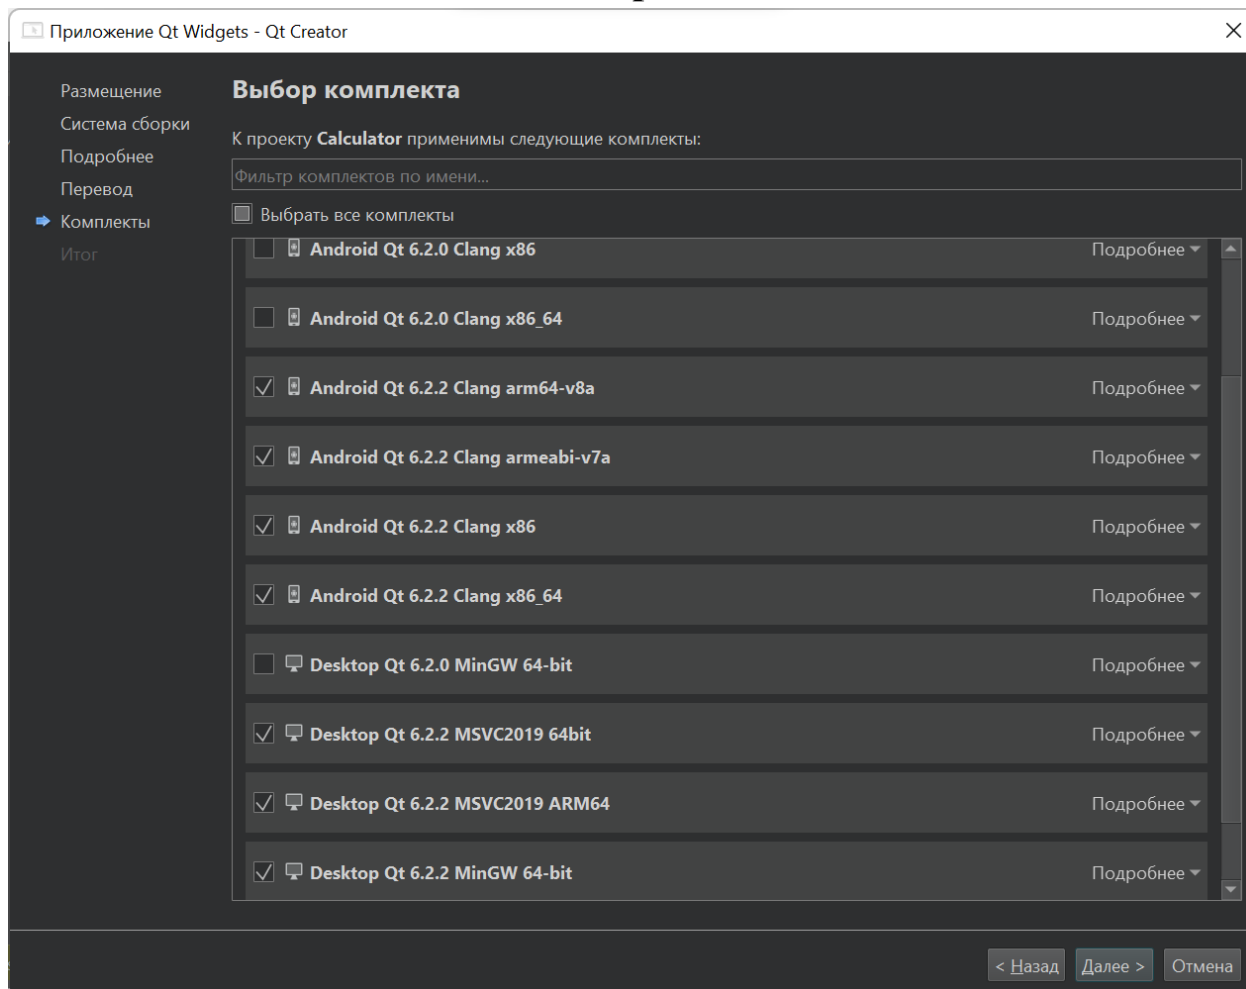 Приложение Qt Widgets - Qt Creator
Размещение
Система сборки
Подробнее
Перевод
Комплекты
Итог
Выбор комплекта
К проекту Calculator применимы следующие комплекты:
Фильтр комплектов по имени...
Выбрать все комплекты
Android Qt 6.2.0 Clang x86 Подробнее
Android Qt 6.2.0 Clang x86_64 Подробнее
Android Qt 6.2.2 Clang arm64-v8a Подробнее
Android Qt 6.2.2 Clang armeabi-v7a Подробнее
Android Qt 6.2.2 Clang x86 Подробнее
Android Qt 6.2.2 Clang x86_64 Подробнее
Desktop Qt 6.2.0 MinGW 64-bit Подробнее
Desktop Qt 6.2.2 MSVC2019 64bit Подробнее
Desktop Qt 6.2.2 MSVC2019 ARM64 Подробнее
Desktop Qt 6.2.2 MinGW 64-bit Подробнее
< Назад Далее > Отмена